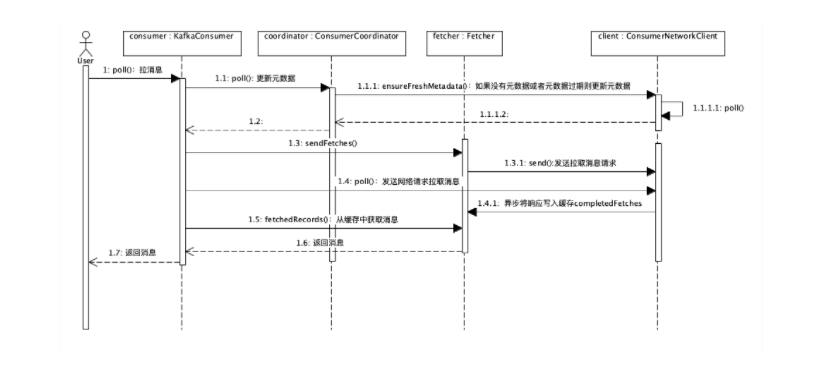 consumer : KafkaConsumer
coordinator : ConsumerCoordinator
fetcher : Fetcher
client : ConsumerNetworkClient
User
1: poll()：拉消息
1.1: poll(): 更新元数据
1.1.1: ensureFreshMetadata()：如果没有元数据或者元数据过期则更新元数据
1.1.1.1: poll()
1.1.1.2:
1.2:
1.3: sendFetches()
1.3.1: send():发送拉取消息请求
1.4: poll()：发送网络请求拉取消息
1.4.1: 异步将响应写入缓存completedFetches
1.5: fetchedRecords()：从缓存中获取消息
1.6: 返回消息
1.7: 返回消息